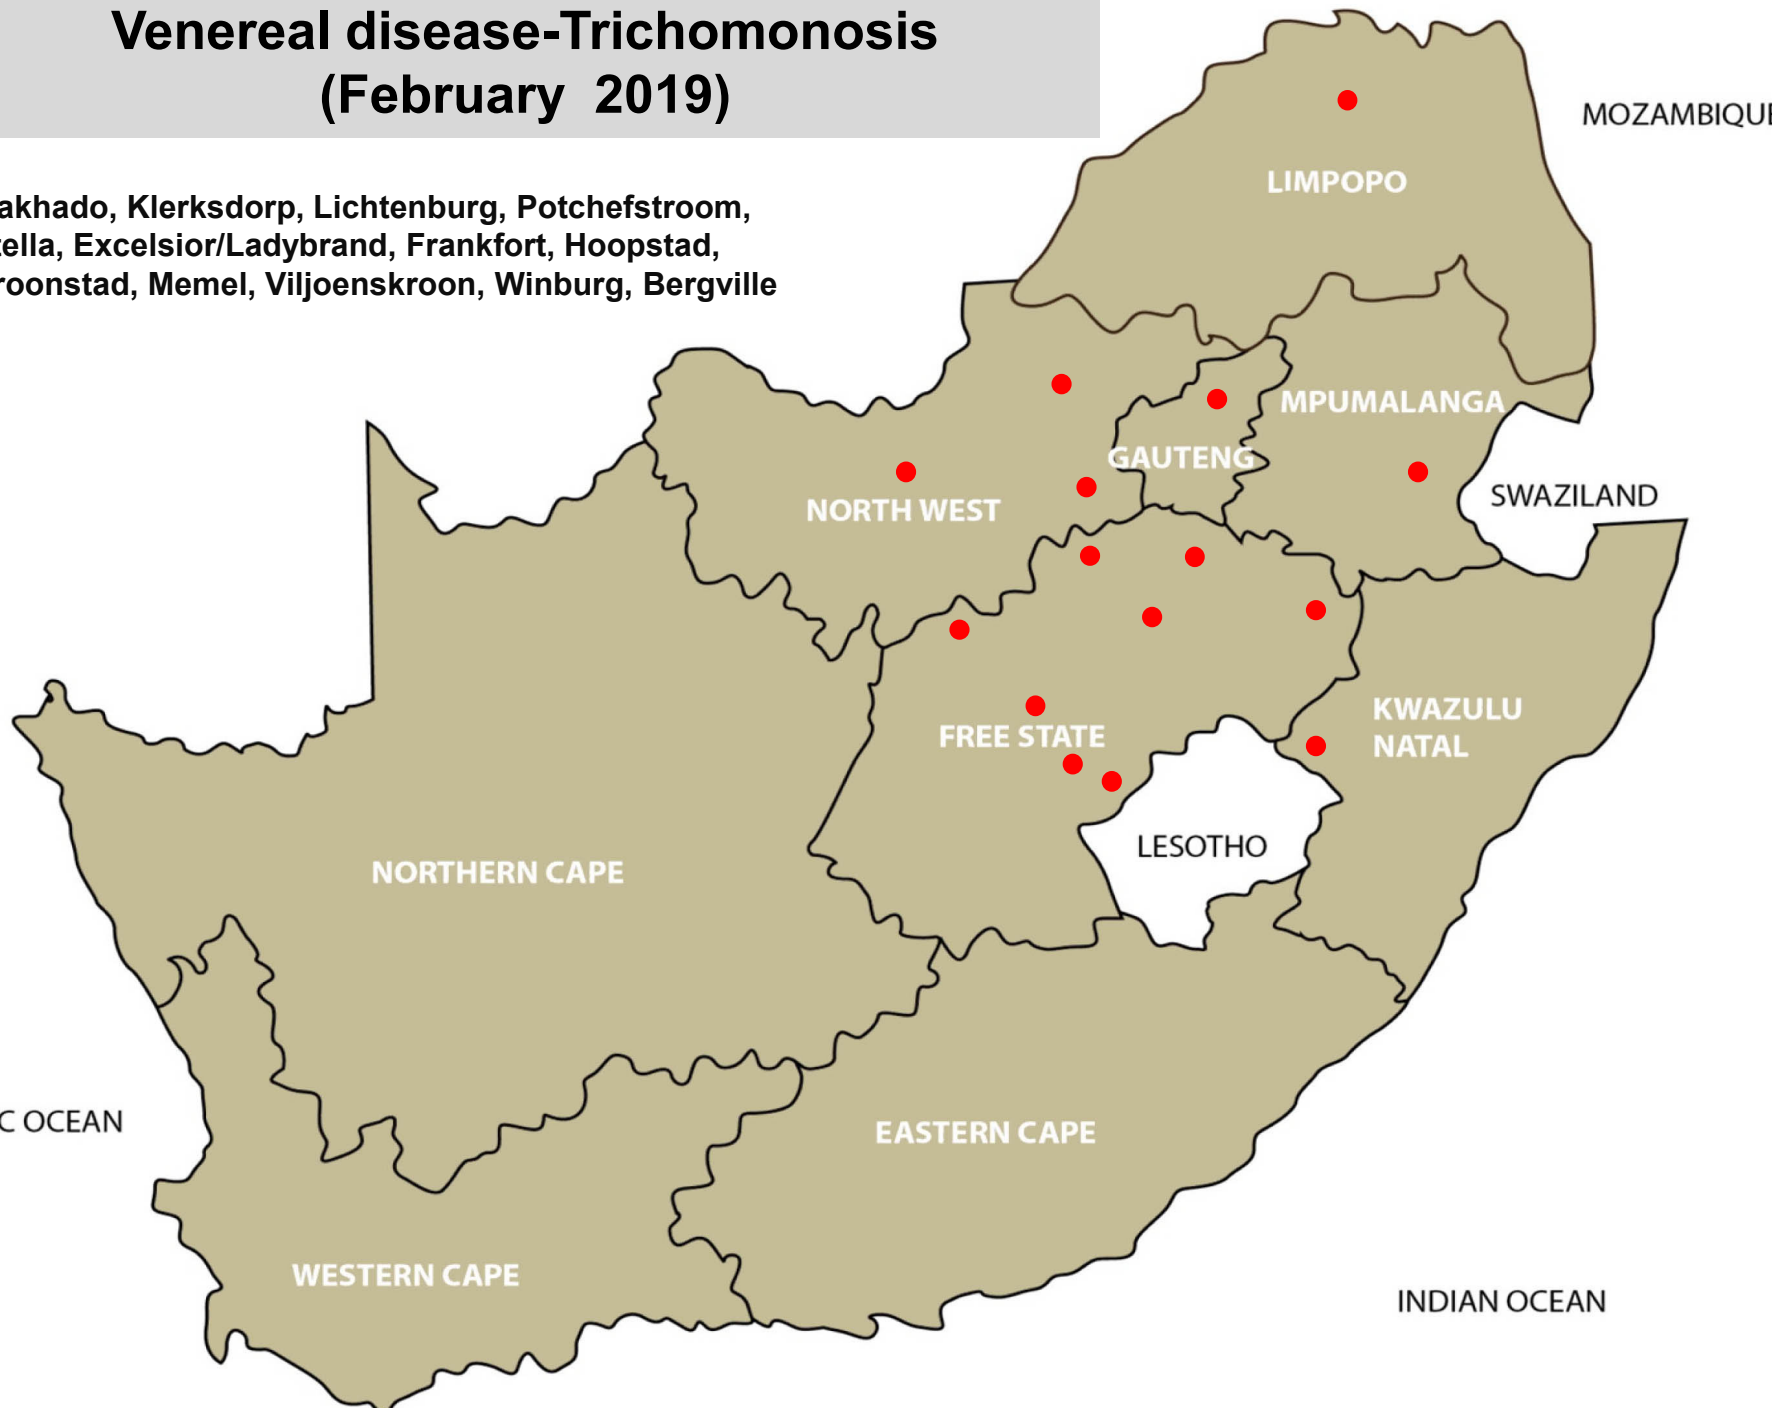 Venereal disease-Trichomonosis
(February 2019)
MOZAMBIQUE
LIMPOPO
akhado, Klerksdorp, Lichtenburg, Potchefstroom,
ella, Excelsior/Ladybrand, Frankfort, Hoopstad,
roonstad, Memel, Viljoenskroon, Winburg, Bergville
MPUMALANGA
GAUTENG
SWAZILAND
NORTH WEST
KWAZULU
NATAL
FREE STATE
LESOTHO
NORTHERN CAPE
C OCEAN
EASTERN CAPE
WESTERN CAPE
INDIAN OCEAN